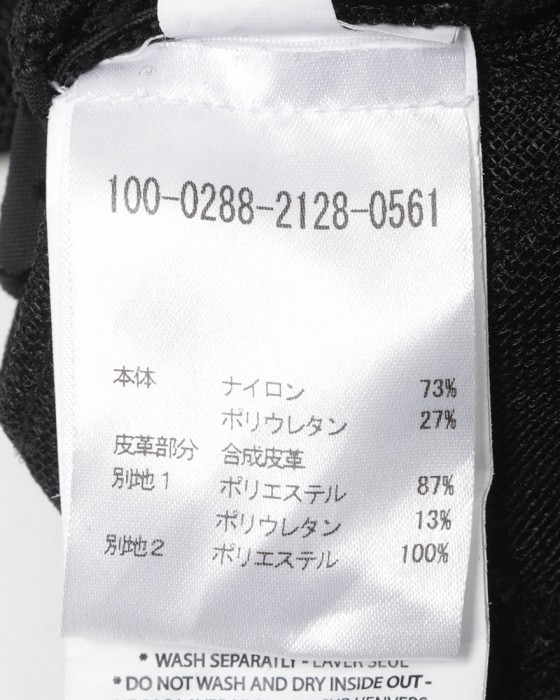 100-0288-2128-0561
本体 ナイロン 73%
ポリウレタン 27%
皮革部分 合成皮革
別地1 ポリエステル 87%
ポリウレタン 13%
別地2 ポリエステル 100%
* WASH SEPARATLY - LAVER SEUL
* DO NOT WASH AND DRY INSIDE OUT -